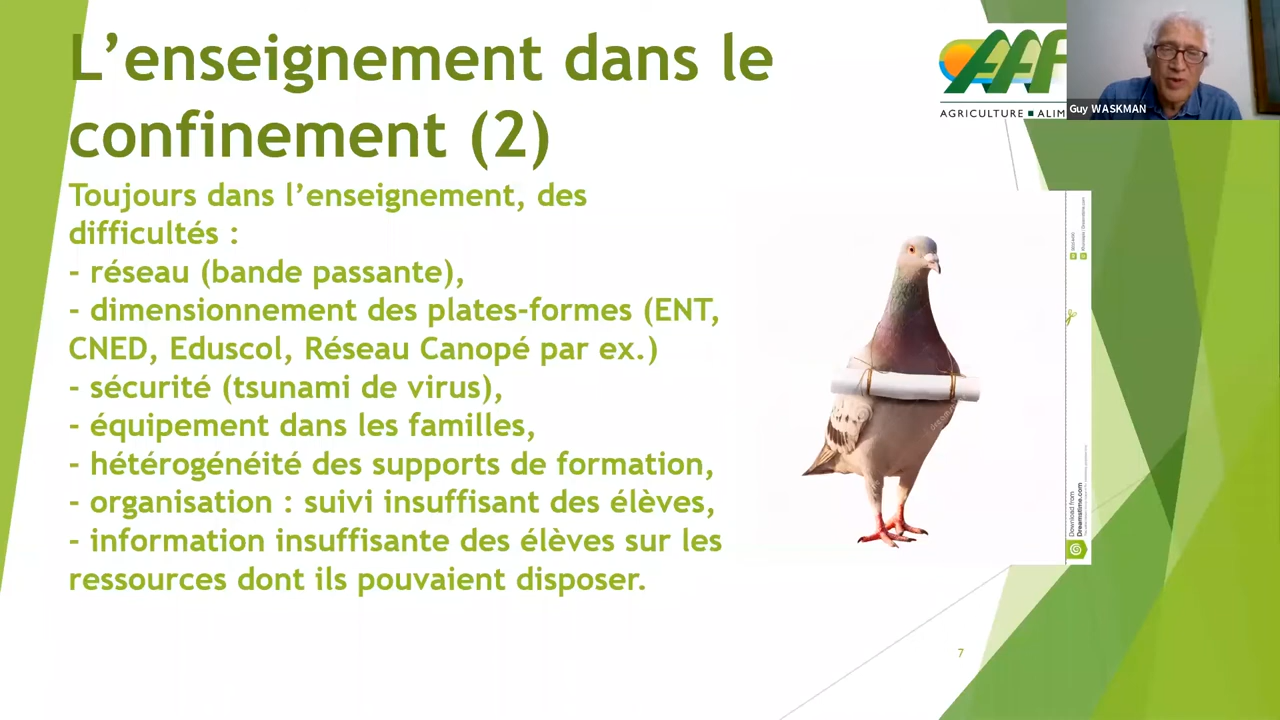 L’enseignement dans le
confinement (2)
AAF
AGRICULTURE ■ ALIM
Guy WASKMAN
Toujours dans l’enseignement, des
difficultés :
- réseau (bande passante),
- dimensionnement des plates-formes (ENT,
CNED, Eduscol, Réseau Canopé par ex.)
- sécurité (tsunami de virus),
- équipement dans les familles,
- hétérogénéité des supports de formation,
- organisation : suivi insuffisant des élèves,
- information insuffisante des élèves sur les
ressources dont ils pouvaient disposer.
Download from
Dreamstime.com
7